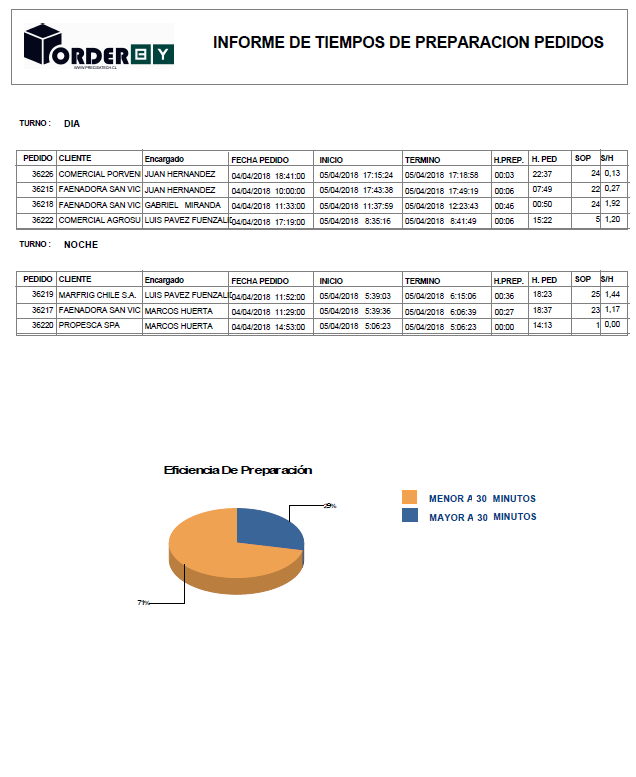 ORDER BY
WWW.PRECISATECH.CL
INFORME DE TIEMPOS DE PREPARACION PEDIDOS
TURNO : DIA
PEDIDO CLIENTE Encargado FECHA PEDIDO INICIO TERMINO H.PREP. H. PED SOP S/H
36226 COMERCIAL PORVENI JUAN HERNANDEZ 04/04/2018 18:41:00 05/04/2018 17:15:24 05/04/2018 17:18:58 00:03 22:37 24 0,13
36215 FAENADORA SAN VIC JUAN HERNANDEZ 04/04/2018 10:00:00 05/04/2018 17:43:38 05/04/2018 17:49:19 00:06 07:49 22 0,27
36218 FAENADORA SAN VIC GABRIEL MIRANDA 04/04/2018 11:33:00 05/04/2018 11:37:59 05/04/2018 12:23:43 00:46 00:50 24 1,92
36222 COMERCIAL AGROSU LUIS PAVEZ FUENZALID 04/04/2018 17:19:00 05/04/2018 8:35:16 05/04/2018 8:41:49 00:06 15:22 5 1,20
TURNO : NOCHE
PEDIDO CLIENTE Encargado FECHA PEDIDO INICIO TERMINO H.PREP. H. PED SOP S/H
36219 MARFRIG CHILE S.A. LUIS PAVEZ FUENZALID 04/04/2018 11:52:00 05/04/2018 5:39:03 05/04/2018 6:15:06 00:36 18:23 25 1,44
36217 FAENADORA SAN VIC MARCOS HUERTA 04/04/2018 11:29:00 05/04/2018 5:39:36 05/04/2018 6:06:39 00:27 18:37 23 1,17
36220 PROPESCA SPA MARCOS HUERTA 04/04/2018 14:53:00 05/04/2018 5:06:23 05/04/2018 5:06:23 00:00 14:13 1 0,00
Eficiencia De Preparación
29%
MENOR A 30 MINUTOS
MAYOR A 30 MINUTOS
71%